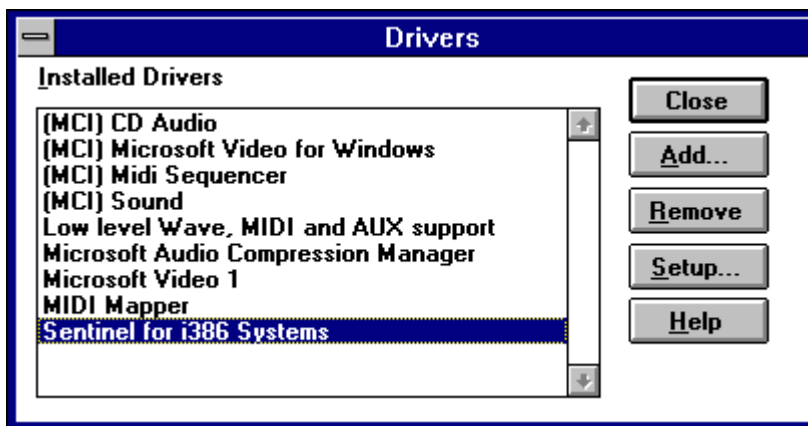 Drivers
Installed Drivers
(MCI) CD Audio
(MCI) Microsoft Video for Windows
(MCI) Midi Sequencer
(MCI) Sound
Low level Wave, MIDI and AUX support
Microsoft Audio Compression Manager
Microsoft Video 1
MIDI Mapper
Sentinel for i386 Systems
Close
Add...
Remove
Setup...
Help